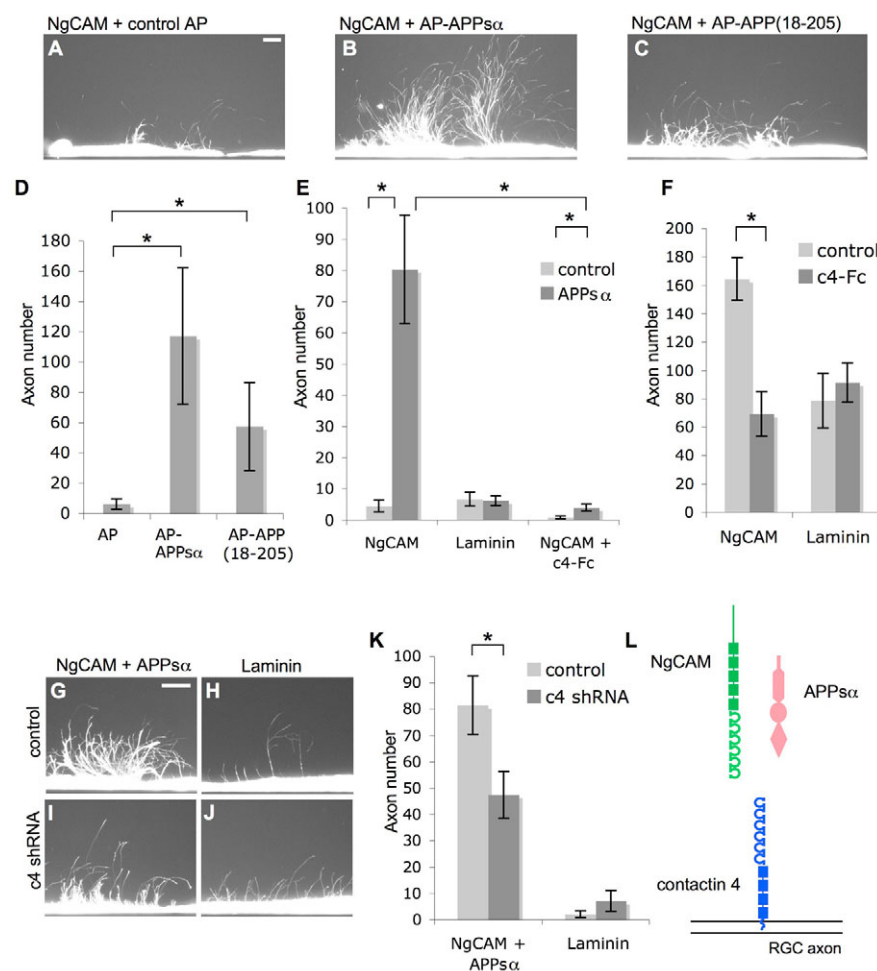 NgCAM + control AP
NgCAM + AP-APPsα
NgCAM + AP-APP(18-205)
A
B
C
D
Axon number
180
160
140
120
100
80
60
40
20
0
*
*
AP
AP-
APPsα
AP-APP
(18-205)
E
Axon number
100
90
80
70
60
50
40
30
20
10
0
*
*
*
control
APPsα
NgCAM
Laminin
NgCAM +
c4-Fc
F
Axon number
200
180
160
140
120
100
80
60
40
20
0
*
control
c4-Fc
NgCAM
Laminin
NgCAM + APPsα
Laminin
control
c4 shRNA
G
H
I
J
K
Axon number
100
90
80
70
60
50
40
30
20
10
0
*
control
c4 shRNA
NgCAM +
APPsα
Laminin
L
NgCAM
APPsα
contactin 4
RGC axon